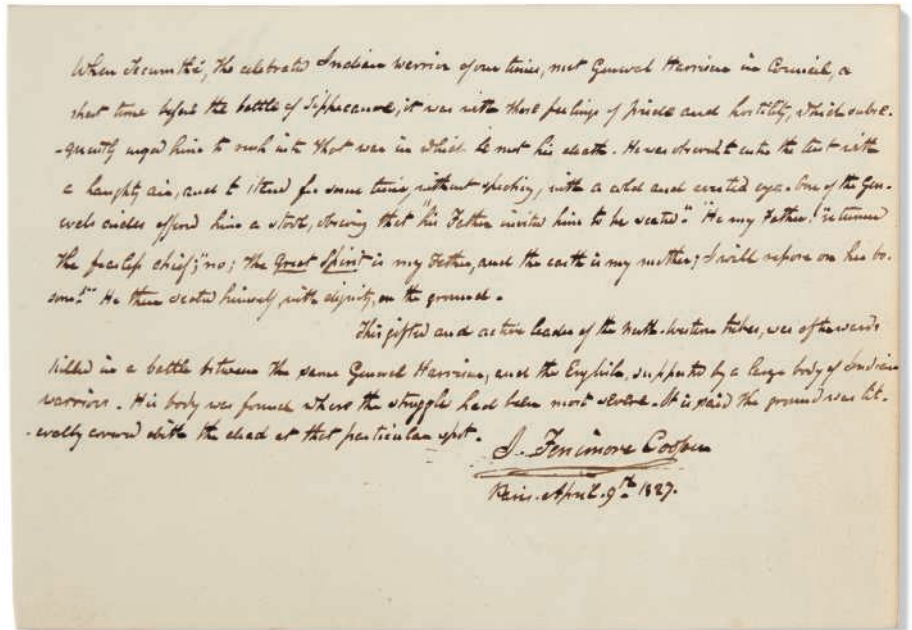 When Tecumthé, the celebrated Indian warrior of our times, met General Harrison in Council, a
short time before the battle of Tippecanoe, it was with those feelings of pride and hostility, which subse-
-quently urged him to rush into that war in which he met his death. He was observed to enter the tent with
a haughty air, and to stand for some time, without speaking, with a cold and averted eye. One of the Gen-
erals aides offered him a stool, observing that "his Father invited him to be seated." "He my Father!" returned
the fearless chief; "no; the Great Spirit is my Father, and the earth is my mother; I will repose on her bo-
som." He then seated himself, with dignity, on the ground.
This gifted and active leader of the north-western tribes, was afterwards
killed in a battle between the same General Harrison, and the English, supported by a large body of Indian
warriors. His body was found where the struggle had been most severe. It is said the ground was lit-
-erally covered with the dead at that particular spot.
J. Fenimore Cooper
Paris. April. 9th 1827.